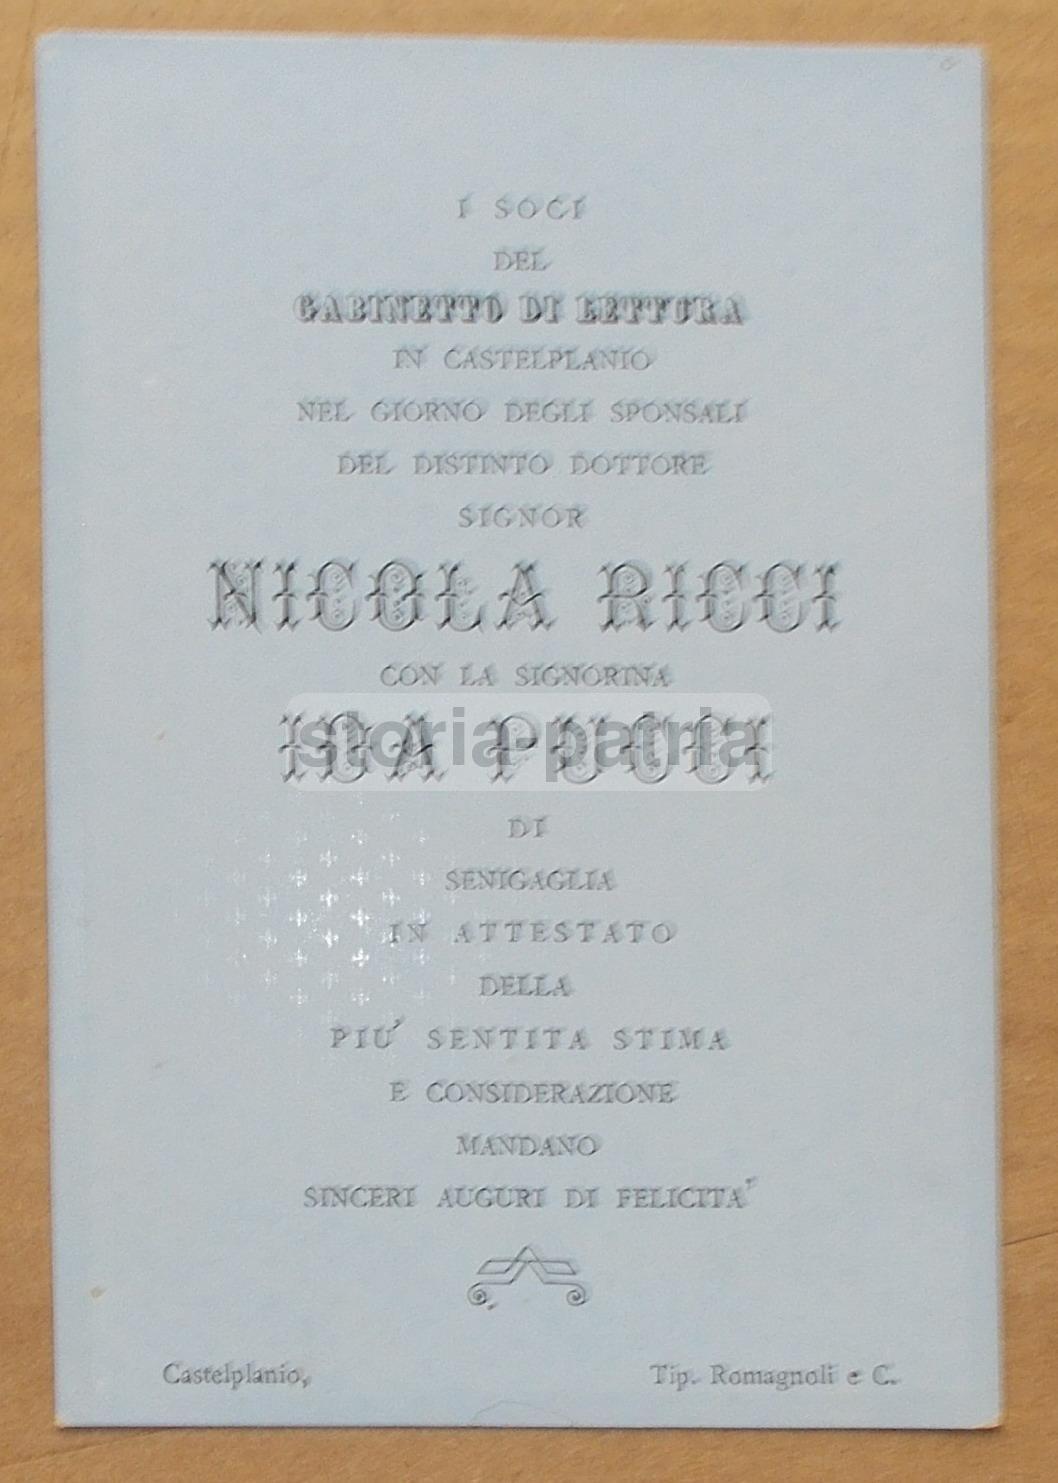 I SOCI
DEL
GABINETTO DI LETTURA
IN CASTELPLANIO
NEL GIORNO DEGLI SPONSALI
DEL DISTINTO DOTTORE
SIGNOR
NICOLA RICCI
CON LA SIGNORINA
IDA PUCCI
storia-patria
DI
SENIGAGLIA
IN ATTESTATO
DELLA
PIU' SENTITA STIMA
E CONSIDERAZIONE
MANDANO
SINCERI AUGURI DI FELICITA'
Castelplanio, Tip. Romagnoli e C.